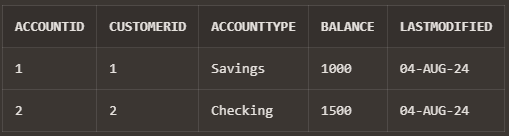 ACCOUNTID CUSTOMERID ACCOUNTTYPE BALANCE LASTMODIFIED
1 1 Savings 1000 04-AUG-24
2 2 Checking 1500 04-AUG-24